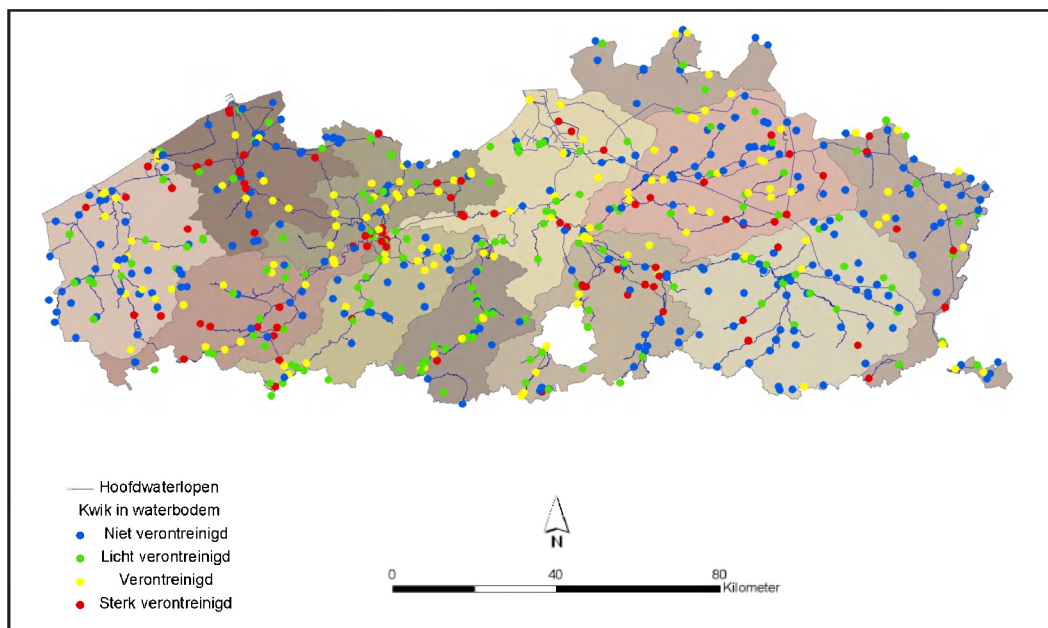 Hoofdwaterlopen
Kwik in waterbodem
Niet verontreinigd
Licht verontreinigd
Verontreinigd
Sterk verontreinigd
N
0 40 80
Kilometer